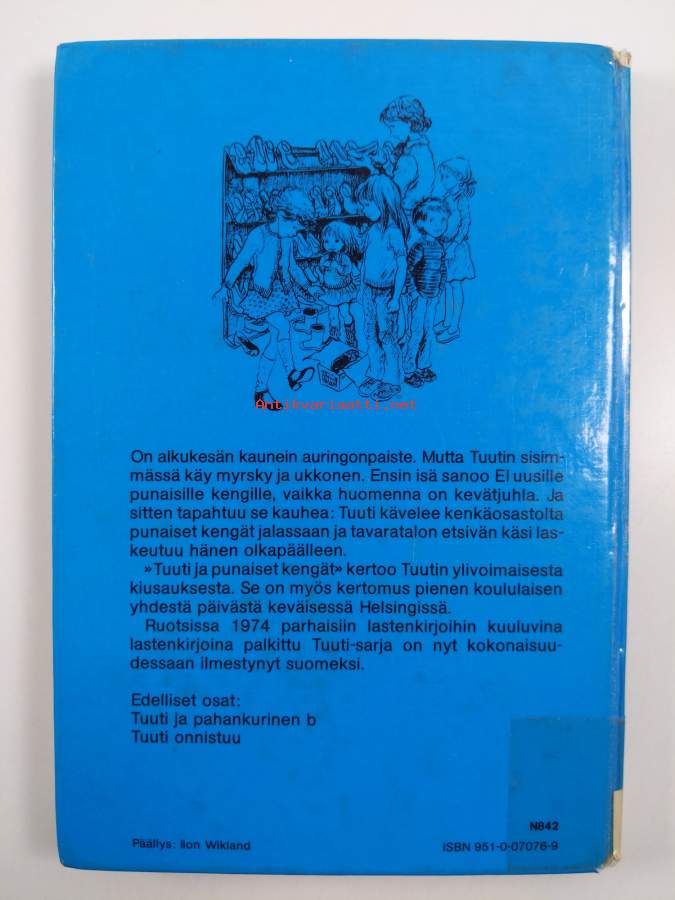 Antikvariaatti.net
On alkukesän kaunein auringonpaiste. Mutta Tuutin sisim-
mässä käy myrsky ja ukkonen. Ensin isä sanoo EI uusille
punaisille kengille, vaikka huomenna on kevätjuhla. Ja
sitten tapahtuu se kauhea: Tuuti kävelee kenkäosastolta
punaiset kengät jalassaan ja tavaratalon etsivän käsi las-
keutuu hänen olkapäälleen.
»Tuuti ja punaiset kengät» kertoo Tuutin ylivoimaisesta
kiusauksesta. Se on myös kertomus pienen koululaisen
yhdestä päivästä keväisessä Helsingissä.
Ruotsissa 1974 parhaisiin lastenkirjoihin kuuluvina
lastenkirjoina palkittu Tuuti-sarja on nyt kokonaisuu-
dessaan ilmestynyt suomeksi.
Edelliset osat:
Tuuti ja pahankurinen b
Tuuti onnistuu
N842
Päällys: Ilon Wikland
ISBN 951-0-07076-9